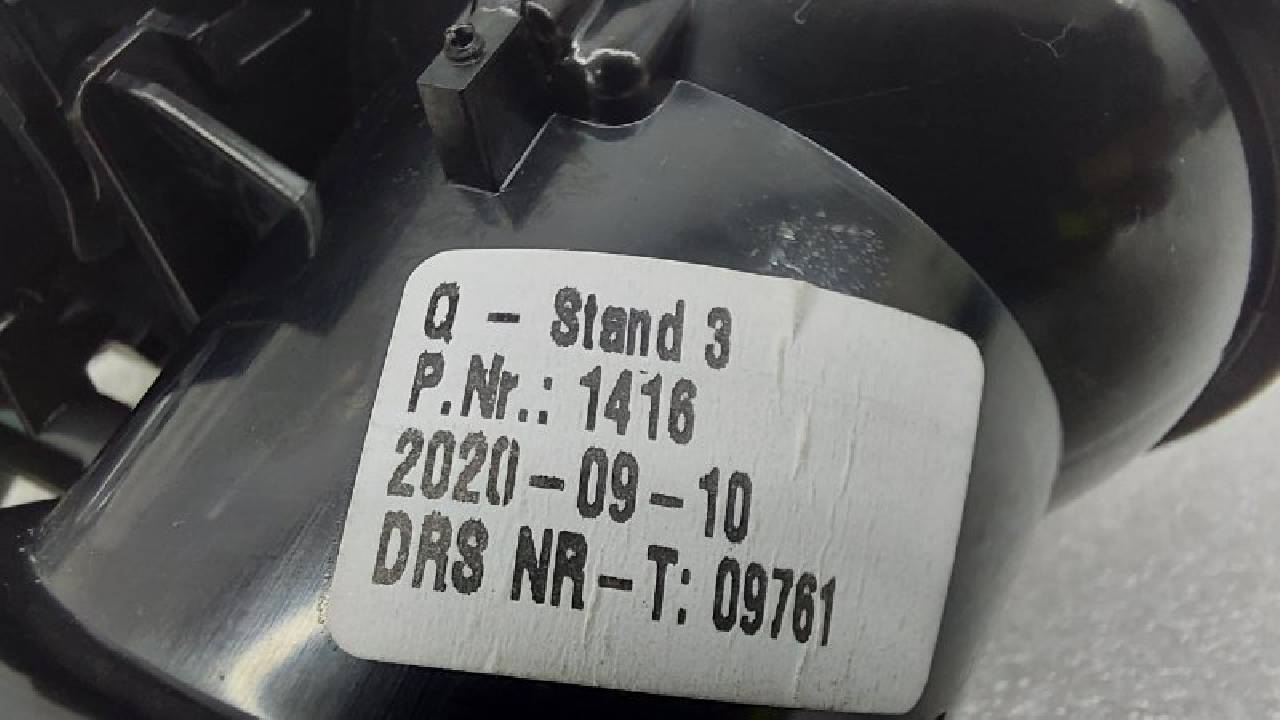 Q - Stand 3
P.Nr.: 1416
2020-09-10
DRS NR-T: 09761